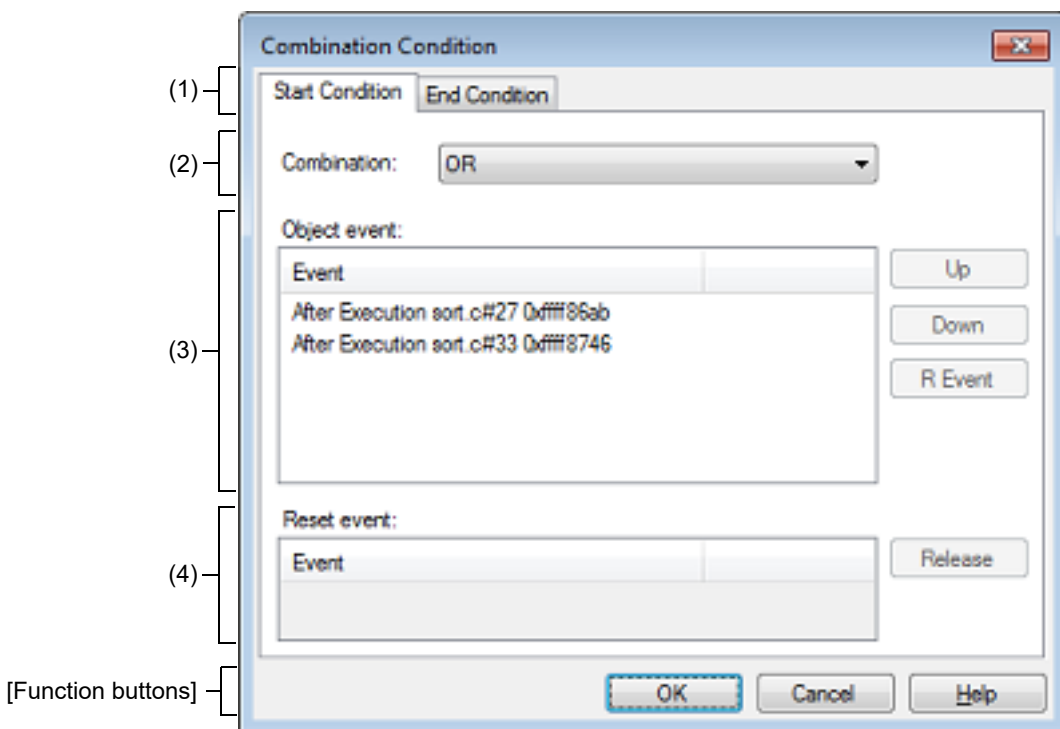 Combination Condition
(1)
Start Condition End Condition
(2)
Combination: OR
Object event:
(3)
Event
Up
After Execution sort.c#27 0xffff86ab
Down
After Execution sort.c#33 0xffff8746
R Event
Reset event:
(4)
Event
Release
[Function buttons]
OK Cancel Help